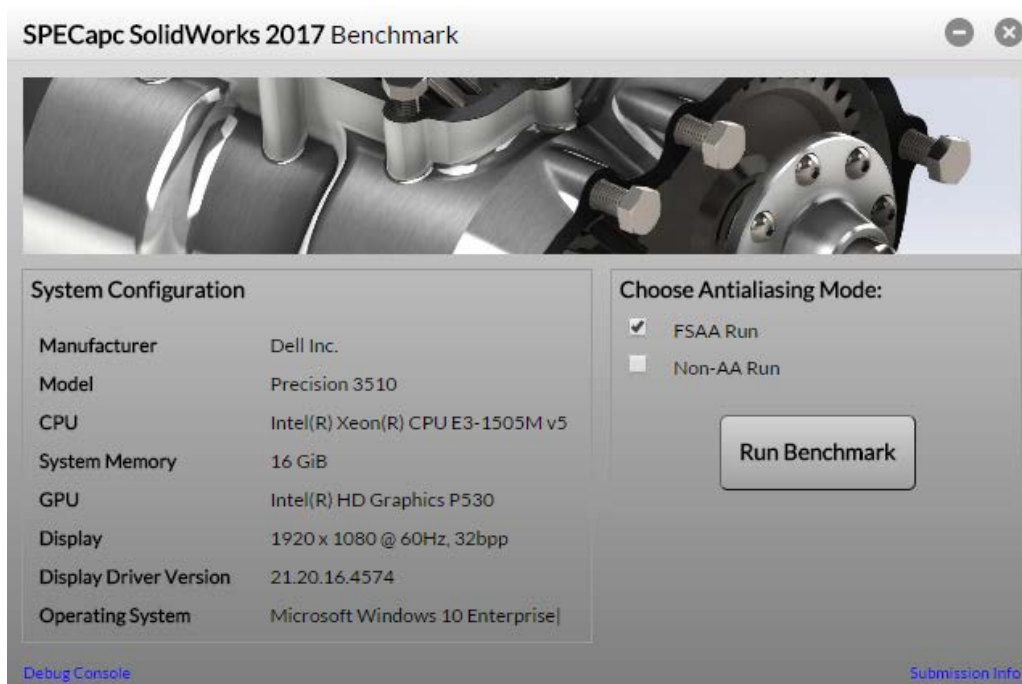 SPECapc SolidWorks 2017 Benchmark
System Configuration
Manufacturer Dell Inc.
Model Precision 3510
CPU Intel(R) Xeon(R) CPU E3-1505M v5
System Memory 16 GiB
GPU Intel(R) HD Graphics P530
Display 1920 x 1080 @ 60Hz, 32bpp
Display Driver Version 21.20.16.4574
Operating System Microsoft Windows 10 Enterprise|
Choose Antialiasing Mode:
FSAA Run
Non-AA Run
Run Benchmark
Debug Console
Submission Info